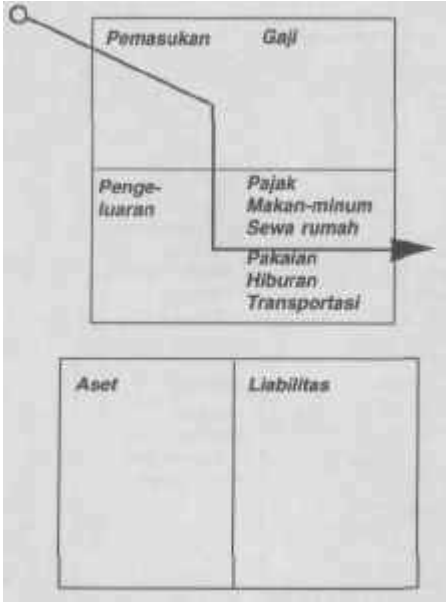 Pemasukan Gaji
Penge-
luaran
Pajak
Makan-minum
Sewa rumah
Pakaian
Hiburan
Transportasi
Aset Liabilitas